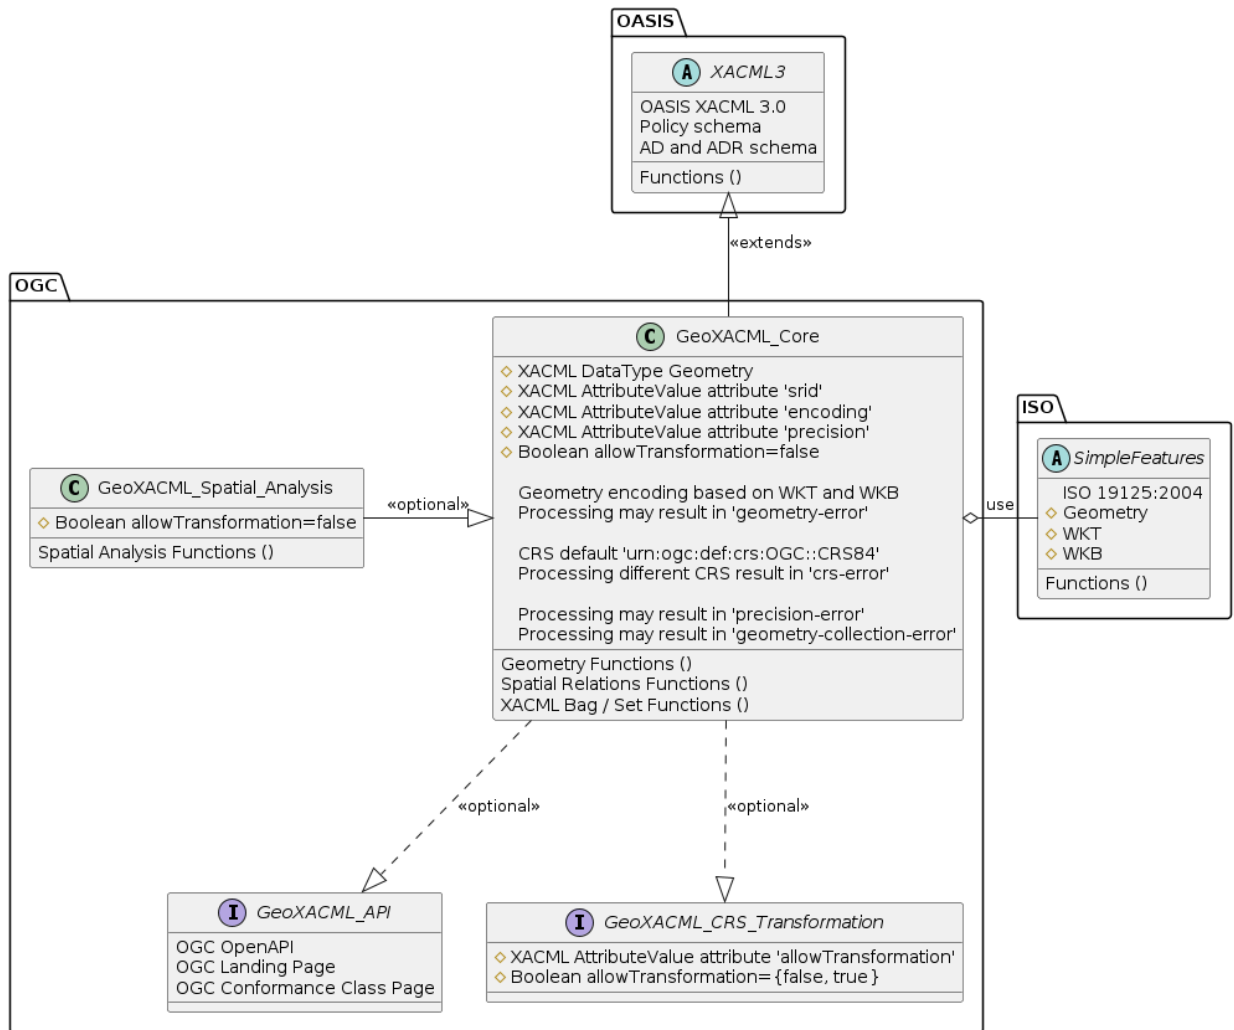 OASIS
A XACML3
OASIS XACML 3.0
Policy schema
AD and ADR schema
Functions ()
«extends»
OGC
C GeoXACML_Core
XACML DataType Geometry
XACML AttributeValue attribute 'srid'
XACML AttributeValue attribute 'encoding'
XACML AttributeValue attribute 'precision'
Boolean allowTransformation=false
Geometry encoding based on WKT and WKB
Processing may result in 'geometry-error'
CRS default 'urn:ogc:def:crs:OGC::CRS84'
Processing different CRS result in 'crs-error'
Processing may result in 'precision-error'
Processing may result in 'geometry-collection-error'
Geometry Functions ()
Spatial Relations Functions ()
XACML Bag / Set Functions ()
C GeoXACML_Spatial_Analysis
Boolean allowTransformation=false
Spatial Analysis Functions ()
«optional»
use
ISO
A SimpleFeatures
ISO 19125:2004
Geometry
WKT
WKB
Functions ()
«optional»
«optional»
I GeoXACML_API
OGC OpenAPI
OGC Landing Page
OGC Conformance Class Page
I GeoXACML_CRS_Transformation
XACML AttributeValue attribute 'allowTransformation'
Boolean allowTransformation={false, true}